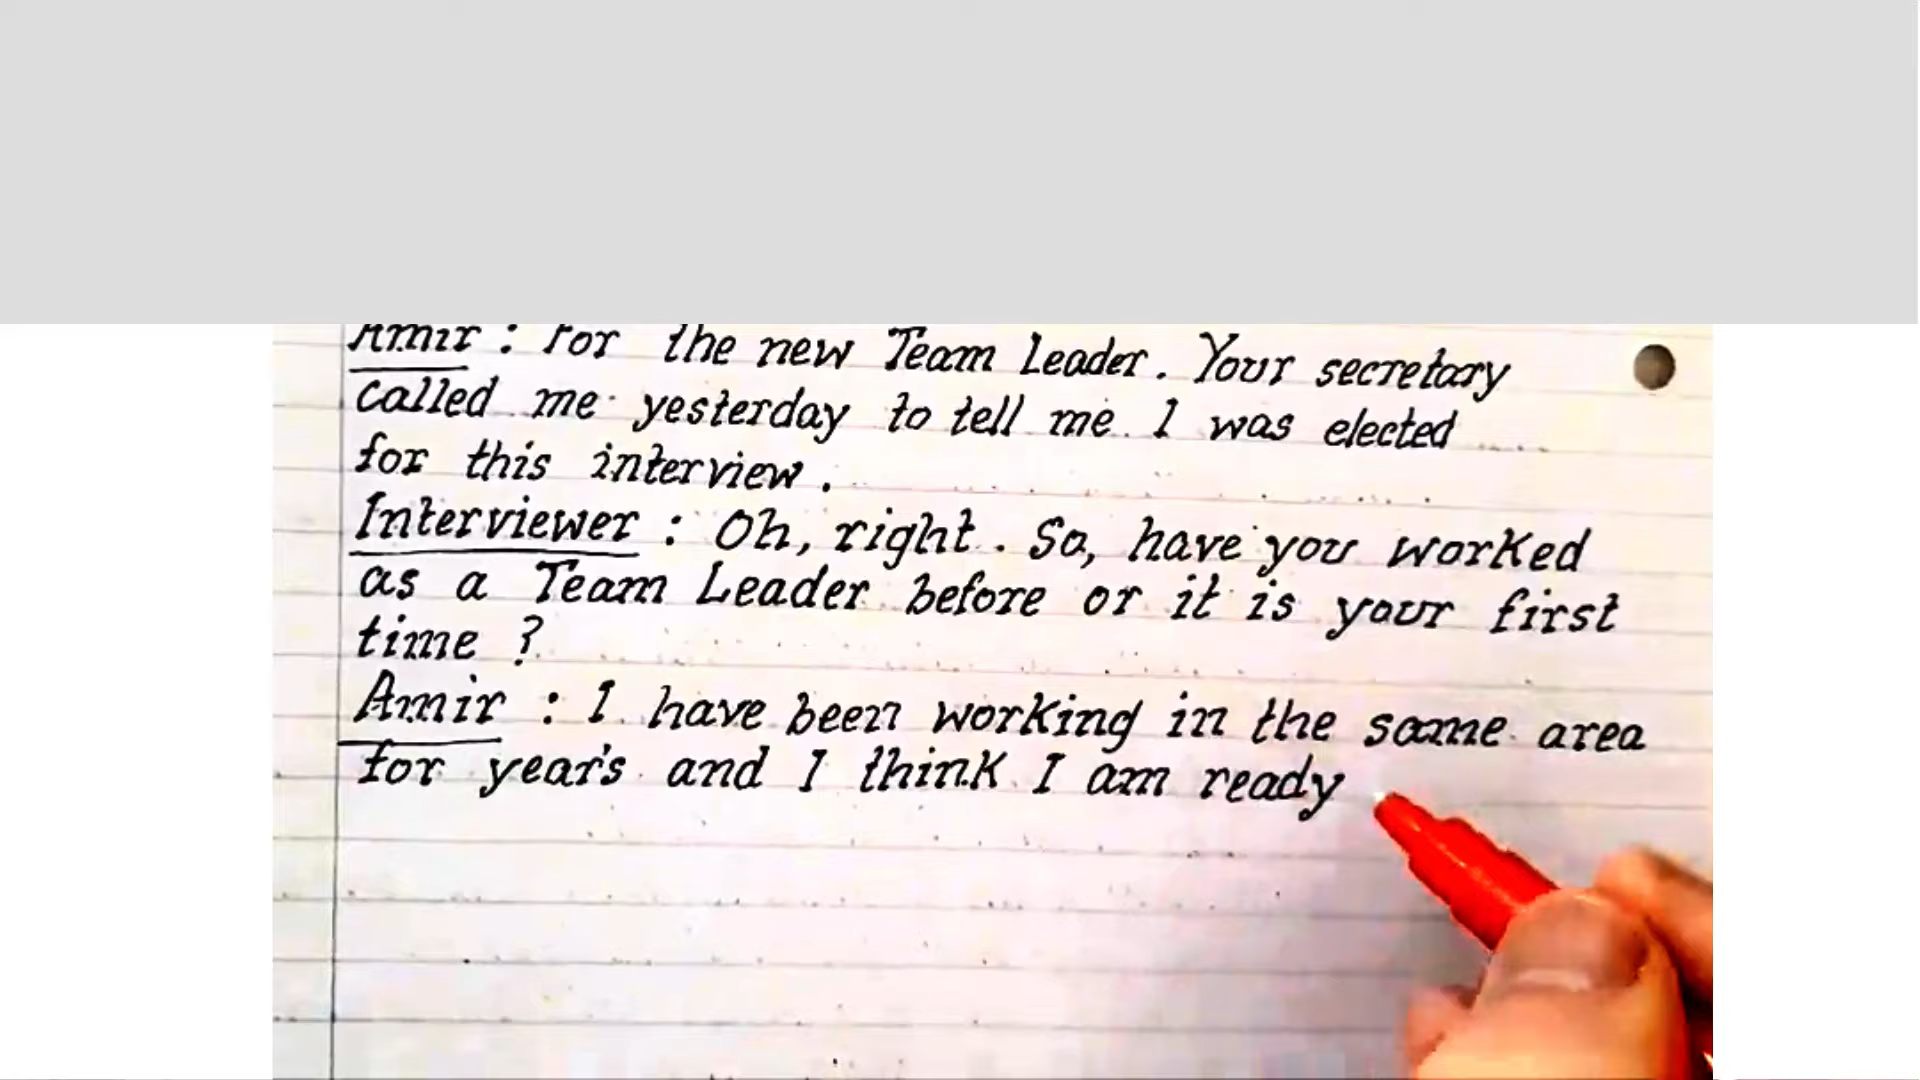 Amir : For the new Team Leader. Your secretary
called me yesterday to tell me I was elected
for this interview.
Interviewer : Oh, right. So, have you worked
as a Team Leader before or it is your first
time ?
Amir : I have been working in the same area
for years and I think I am ready